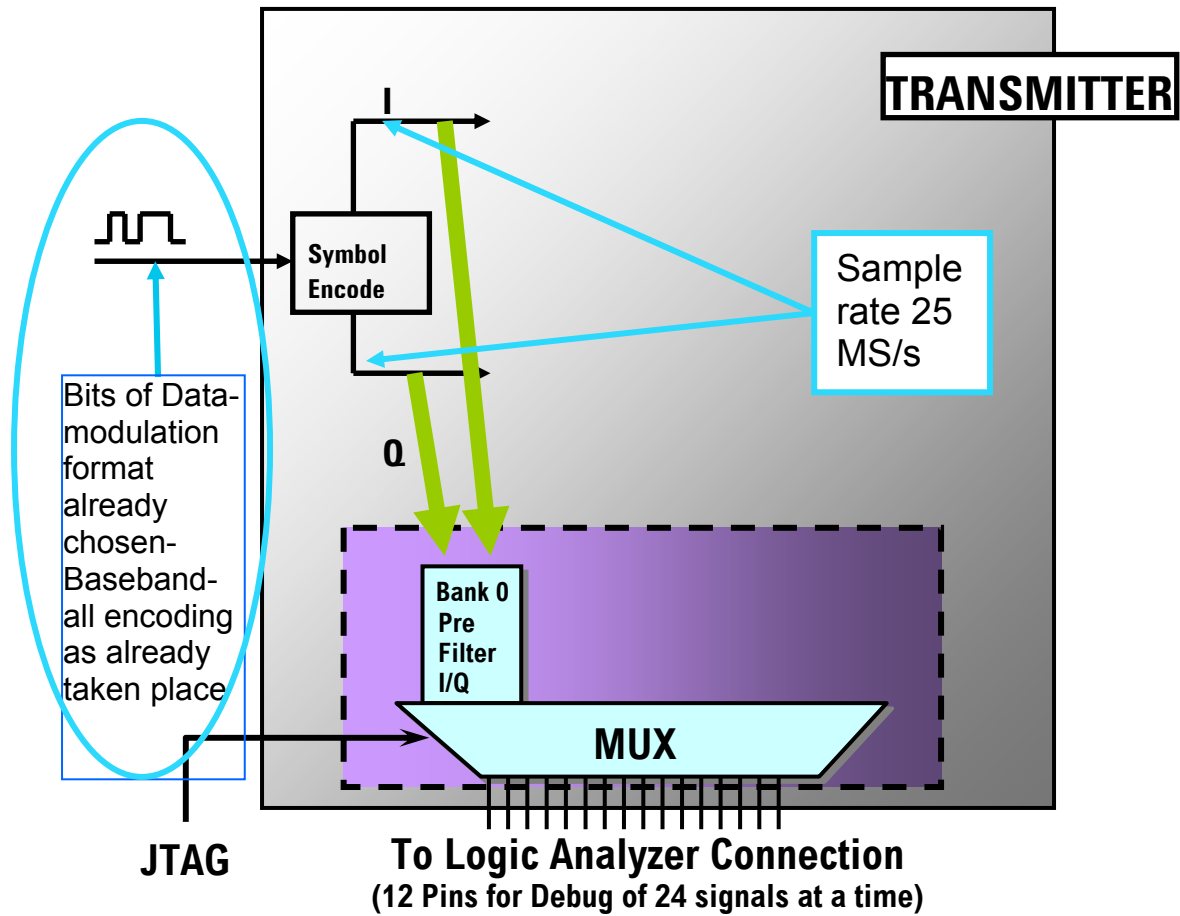 TRANSMITTER
I
Symbol
Encode
Sample
rate 25
MS/s
Bits of Data-
modulation
format
already
chosen-
Baseband-
all encoding
as already
taken place
Q
Bank 0
Pre
Filter
I/Q
MUX
JTAG
To Logic Analyzer Connection
(12 Pins for Debug of 24 signals at a time)